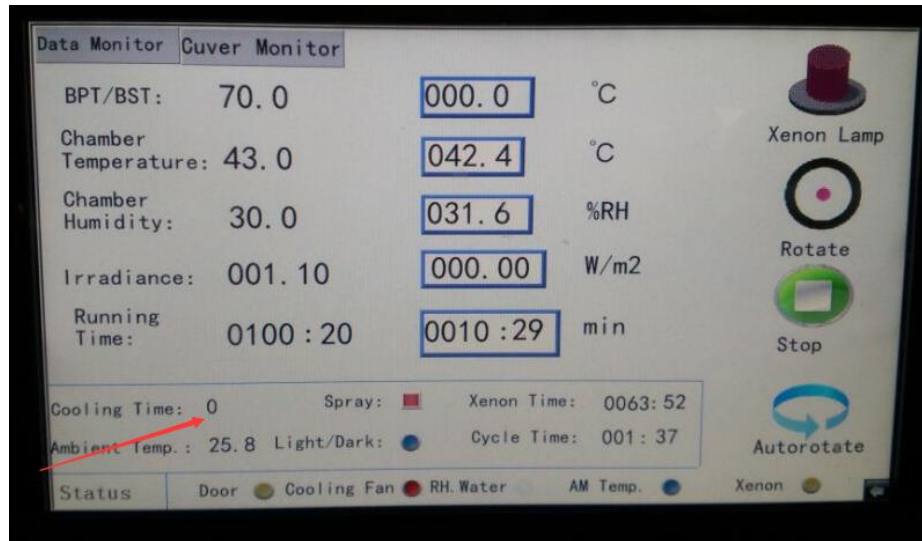 Data Monitor Cuver Monitor
BPT/BST: 70.0 000.0 °C
Chamber
Temperature: 43.0 042.4 °C
Xenon Lamp
Chamber
Humidity: 30.0 031.6 %RH
Rotate
Irradiance: 001.10 000.00 W/m2
Running
Time: 0100:20 0010:29 min
Stop
Cooling Time: 0 Spray: Xenon Time: 0063:52
Ambient Temp.: 25.8 Light/Dark: Cycle Time: 001:37
Autorotate
Status Door Cooling Fan RH.Water AM Temp. Xenon